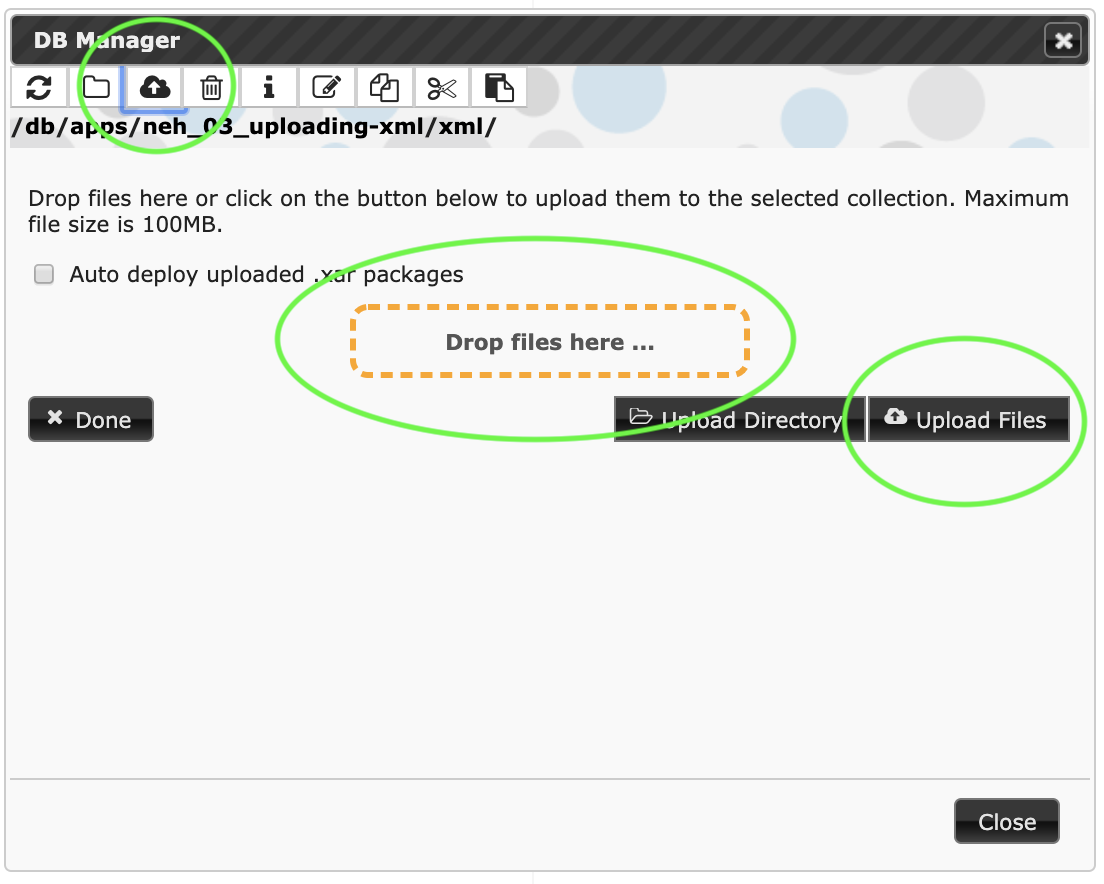 DB Manager
/db/apps/neh_03_uploading-xml/xml/
Drop files here or click on the button below to upload them to the selected collection. Maximum
file size is 100MB.
Auto deploy uploaded .xar packages
Drop files here ...
Done
Upload Directory
Upload Files
Close